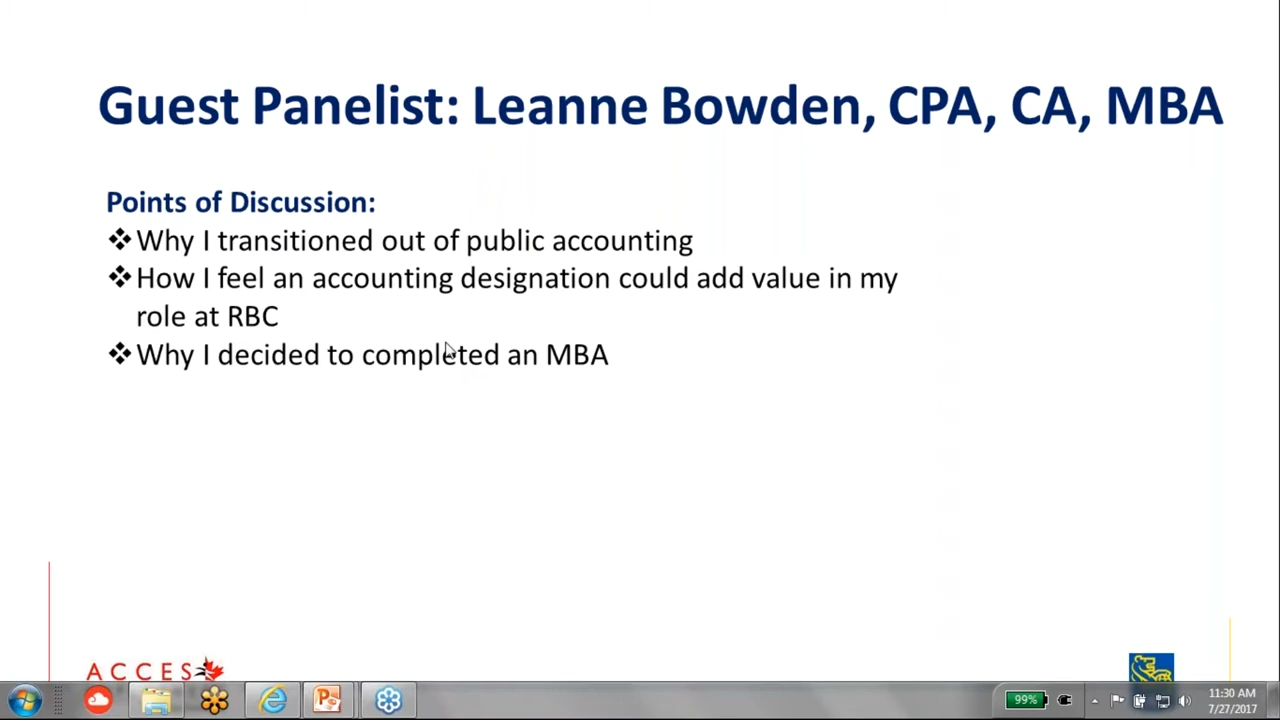 Guest Panelist: Leanne Bowden, CPA, CA, MBA
Points of Discussion:
❖Why I transitioned out of public accounting
❖How I feel an accounting designation could add value in my
role at RBC
❖Why I decided to completed an MBA
ACCES
99%
11:30 AM
7/27/2017